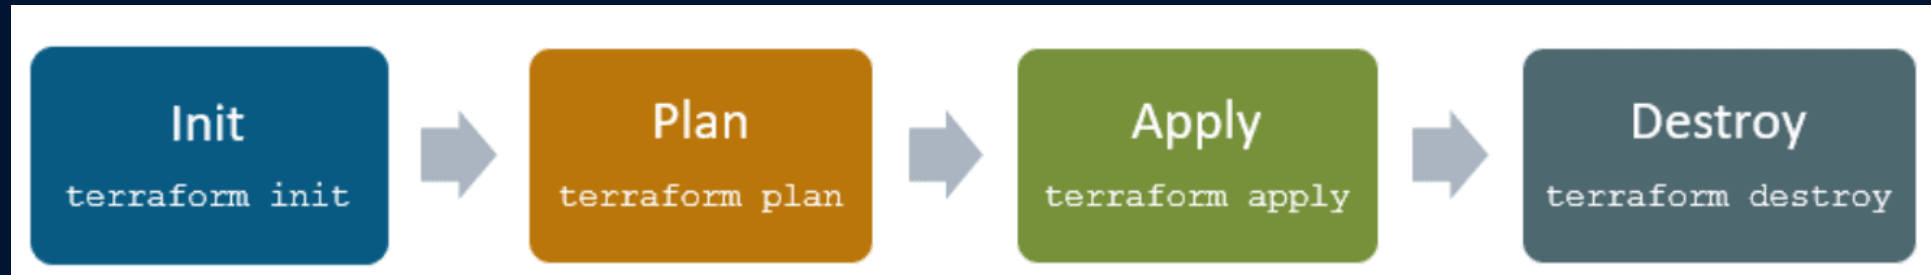 Init
terraform init
Plan
terraform plan
Apply
terraform apply
Destroy
terraform destroy